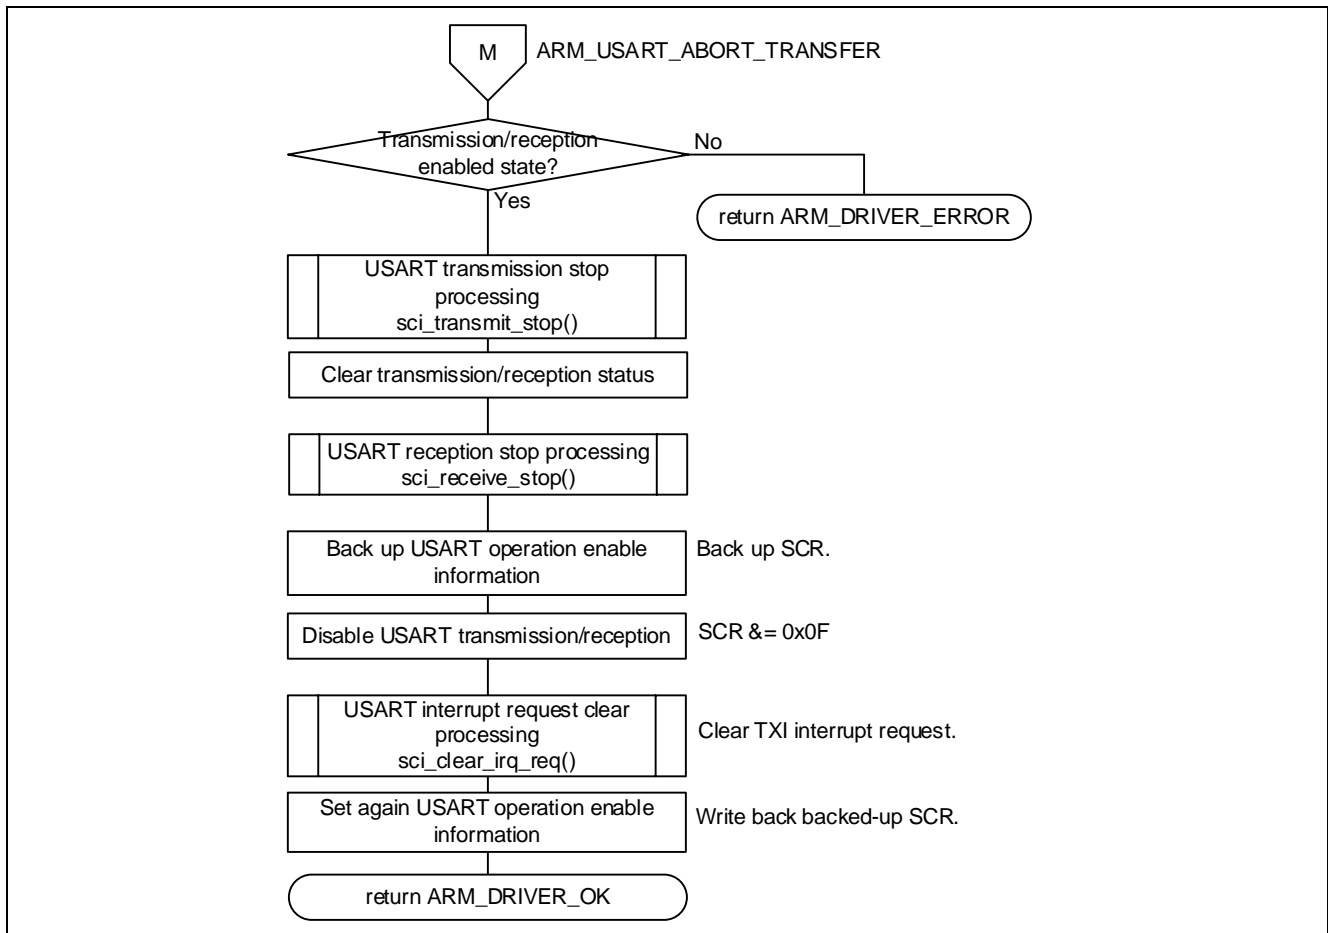 M
ARM_USART_ABORT_TRANSFER
Transmission/reception
enabled state?
No
Yes
return ARM_DRIVER_ERROR
USART transmission stop
processing
sci_transmit_stop()
Clear transmission/reception status
USART reception stop processing
sci_receive_stop()
Back up USART operation enable
information
Back up SCR.
Disable USART transmission/reception
SCR &= 0x0F
USART interrupt request clear
processing
sci_clear_irq_req()
Clear TXI interrupt request.
Set again USART operation enable
information
Write back backed-up SCR.
return ARM_DRIVER_OK